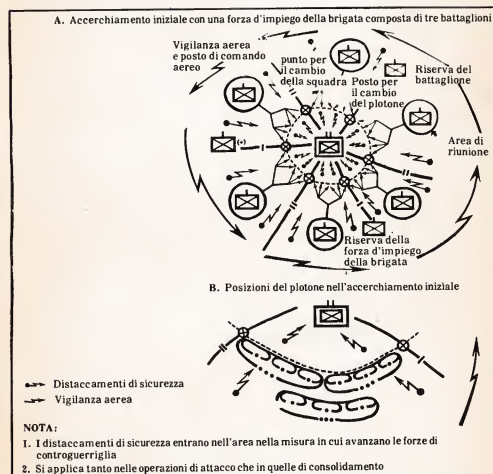 A. Accerchiamento iniziale con una forza d'impiego della brigata composta di tre battaglioni
Vigilanza aerea
e posto di comando
aereo
punto per
il cambio
della squadra
Posto per
il cambio
del plotone
Riserva del
battaglione
Area di
riunione
(+)
Riserva della
forza d'impiego
della brigata
B. Posizioni del plotone nell'accerchiamento iniziale
Distaccamenti di sicurezza
Vigilanza aerea
NOTA:
1. I distaccamenti di sicurezza entrano nell'area nella misura in cui avanzano le forze di
controguerriglia
2. Si applica tanto nelle operazioni di attacco che in quelle di consolidamento